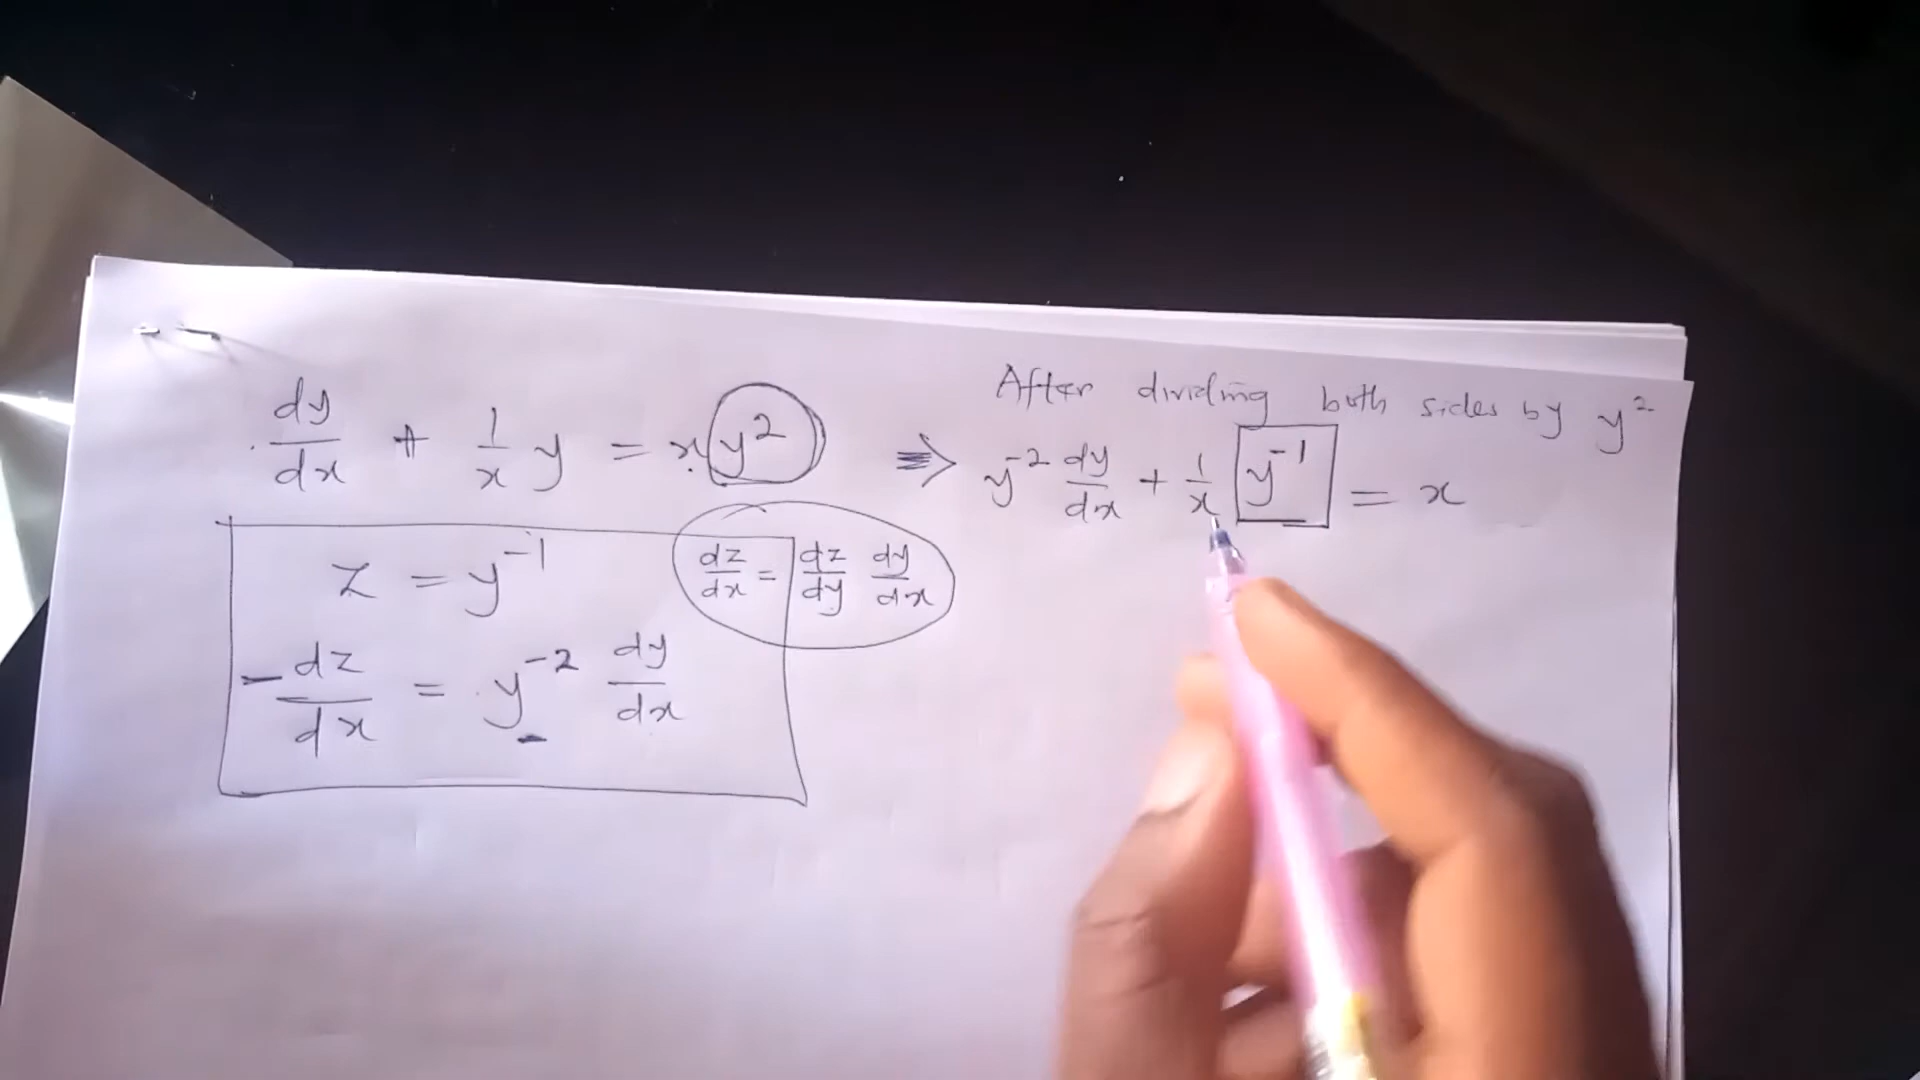 dy/dx + 1/x y = xy² ⇒
After dividing both sides by y²
y⁻² dy/dx + 1/x y⁻¹ = x
z = y⁻¹
dz/dx = dz/dy dy/dx
-dz/dx = y⁻² dy/dx